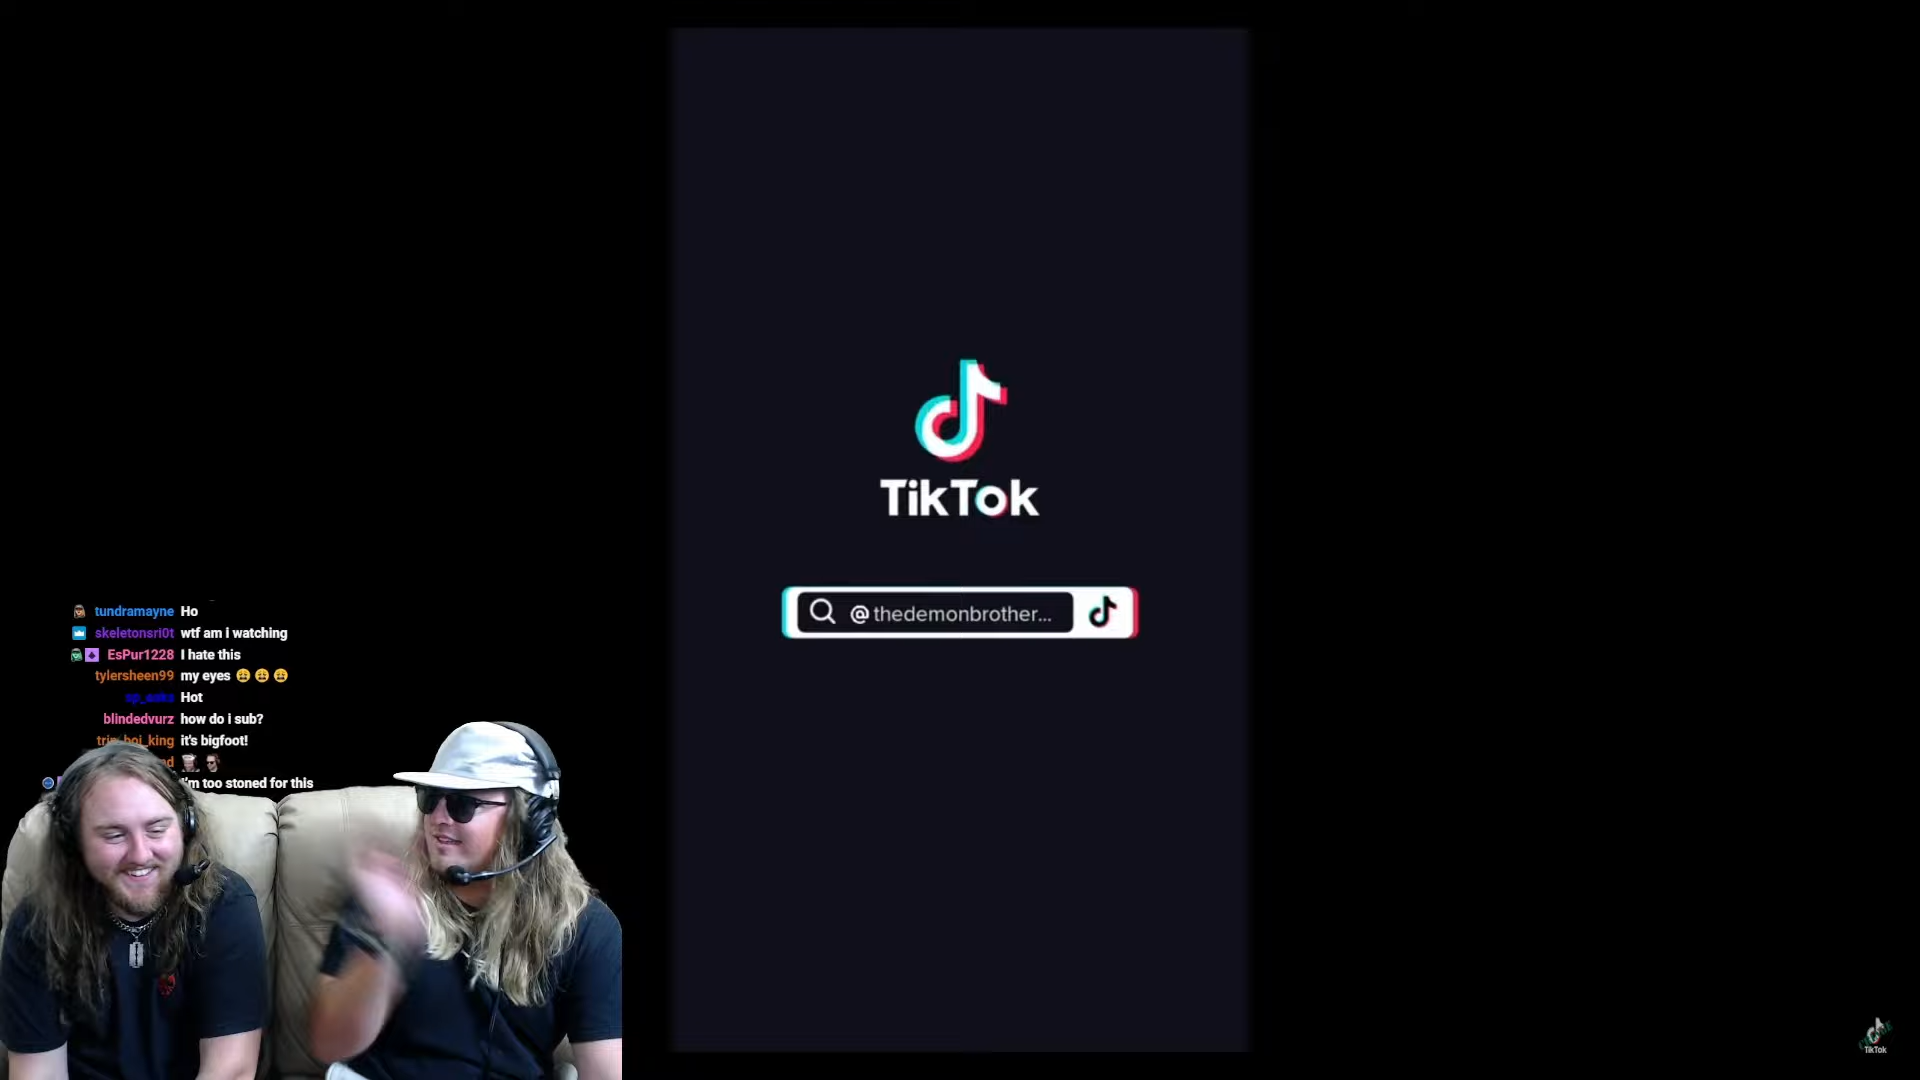 TikTok
@thedemonbrother...
tundramayne Ho
skeletonsri0t wtf am I watching
EsPur1228 I hate this
tylersheen99 my eyes 😩 😩 😩
Hot
blindedvurz how do i sub?
trip_boi_king it's bigfoot!
I'm too stoned for this
TikTok